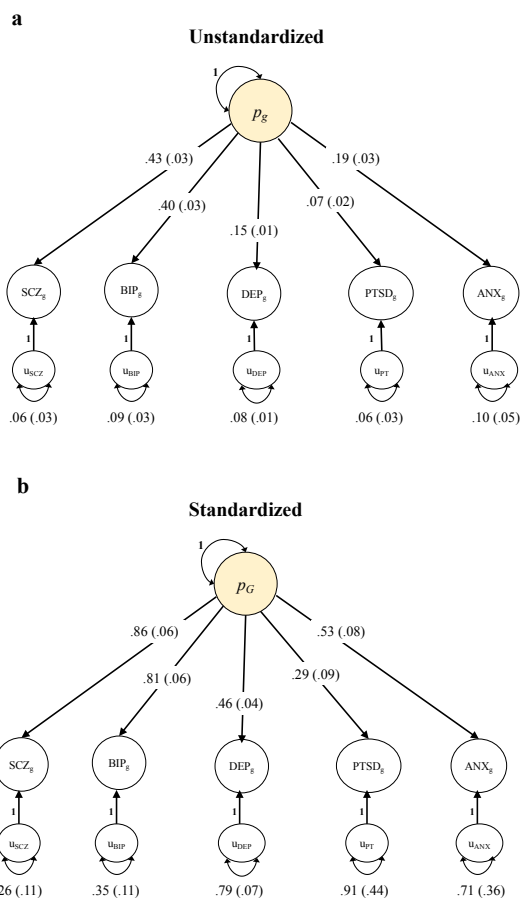 a
Unstandardized
1
pg
.43 (.03)
.40 (.03)
.15 (.01)
.07 (.02)
.19 (.03)
SCZg
BIPg
DEPg
PTSDg
ANXg
1 1 1 1 1
uSCZ
uBIP
uDEP
uPT
uANX
.06 (.03)
.09 (.03)
.08 (.01)
.06 (.03)
.10 (.05)
b
Standardized
1
pG
.86 (.06)
.81 (.06)
.46 (.04)
.29 (.09)
.53 (.08)
SCZg
BIPg
DEPg
PTSDg
ANXg
1 1 1 1 1
uSCZ
uBIP
uDEP
uPT
uANX
26 (.11)
.35 (.11)
.79 (.07)
.91 (.44)
.71 (.36)